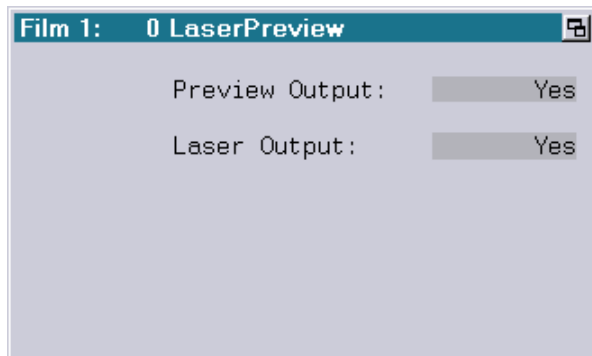 Film 1: 0 LaserPreview
Preview Output: Yes
Laser Output: Yes